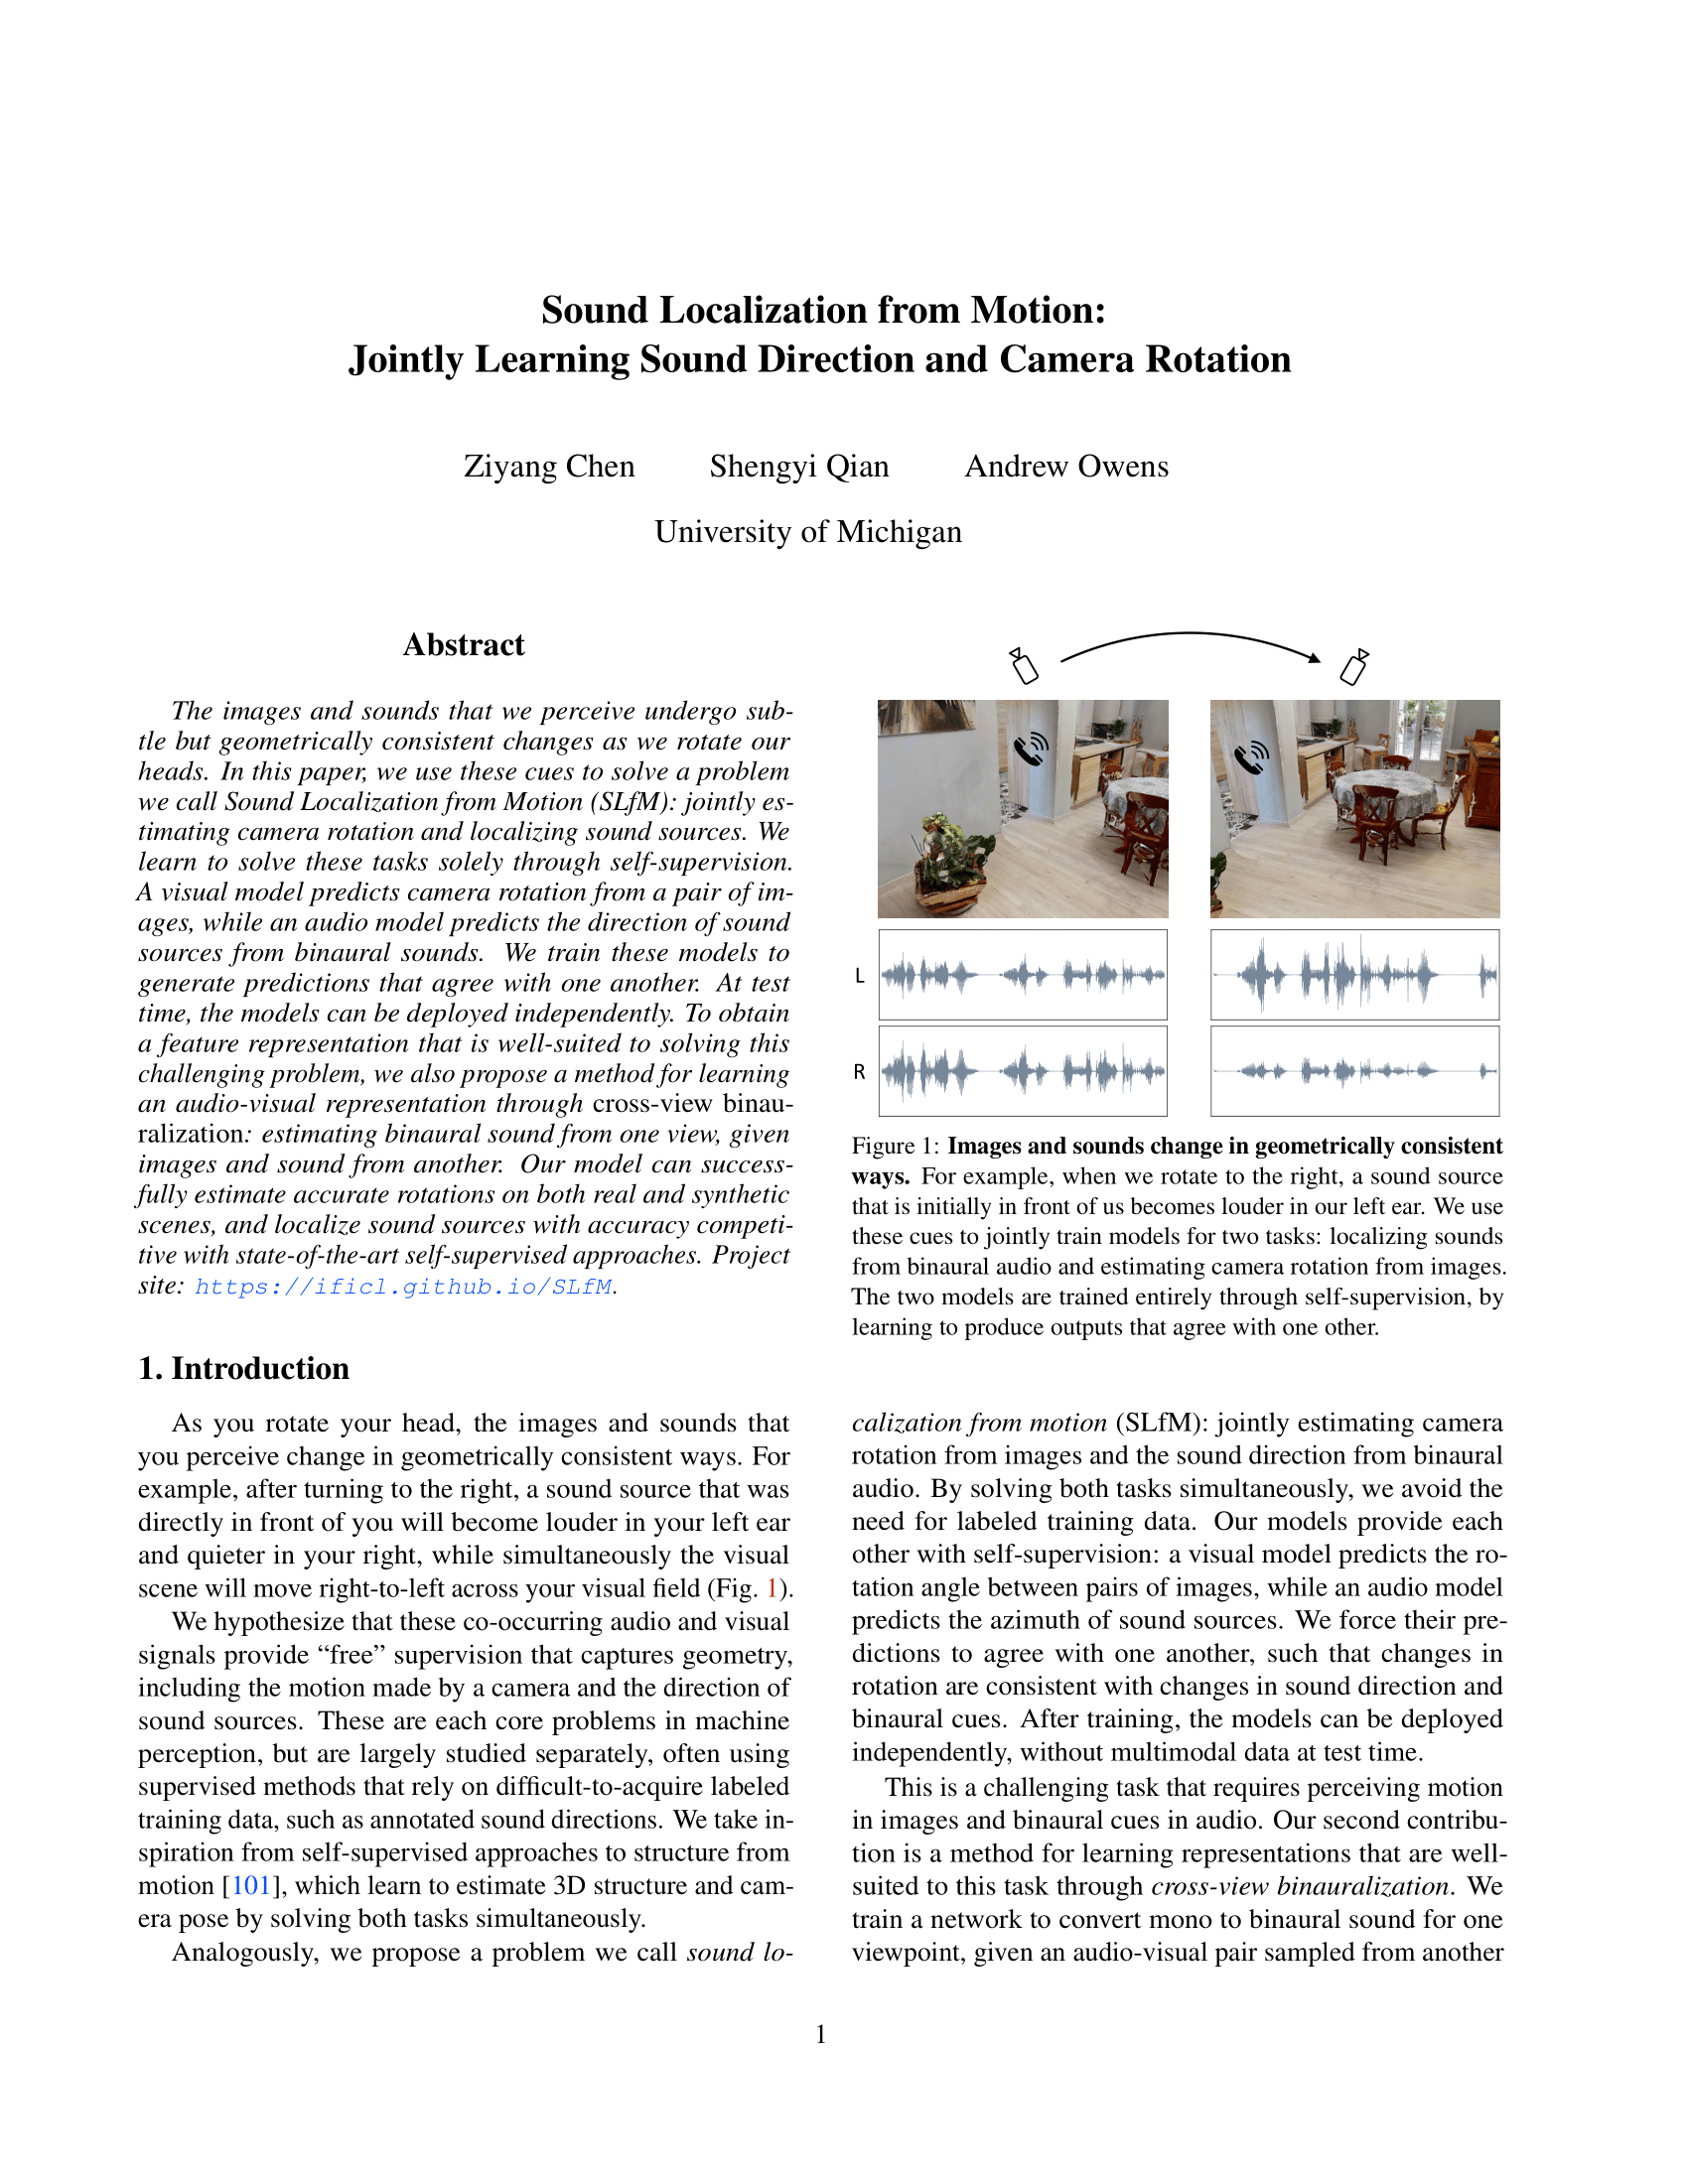 Sound Localization from Motion:
Jointly Learning Sound Direction and Camera Rotation
Ziyang Chen Shengyi Qian Andrew Owens
University of Michigan
Abstract
The images and sounds that we perceive undergo sub-
tle but geometrically consistent changes as we rotate our
heads. In this paper, we use these cues to solve a problem
we call Sound Localization from Motion (SLfM): jointly es-
timating camera rotation and localizing sound sources. We
learn to solve these tasks solely through self-supervision.
A visual model predicts camera rotation from a pair of im-
ages, while an audio model predicts the direction of sound
sources from binaural sounds. We train these models to
generate predictions that agree with one another. At test
time, the models can be deployed independently. To obtain
a feature representation that is well-suited to solving this
challenging problem, we also propose a method for learning
an audio-visual representation through cross-view binau-
ralization: estimating binaural sound from one view, given
images and sound from another. Our model can success-
fully estimate accurate rotations on both real and synthetic
scenes, and localize sound sources with accuracy competi-
tive with state-of-the-art self-supervised approaches. Project
site: https://ificl.github.io/SLfM.
1. Introduction
As you rotate your head, the images and sounds that
you perceive change in geometrically consistent ways. For
example, after turning to the right, a sound source that was
directly in front of you will become louder in your left ear
and quieter in your right, while simultaneously the visual
scene will move right-to-left across your visual field (Fig. 1).
We hypothesize that these co-occurring audio and visual
signals provide “free” supervision that captures geometry,
including the motion made by a camera and the direction of
sound sources. These are each core problems in machine
perception, but are largely studied separately, often using
supervised methods that rely on difficult-to-acquire labeled
training data, such as annotated sound directions. We take in-
spiration from self-supervised approaches to structure from
motion [101], which learn to estimate 3D structure and cam-
era pose by solving both tasks simultaneously.
Analogously, we propose a problem we call sound lo-
L
R
Figure 1: Images and sounds change in geometrically consistent
ways. For example, when we rotate to the right, a sound source
that is initially in front of us becomes louder in our left ear. We use
these cues to jointly train models for two tasks: localizing sounds
from binaural audio and estimating camera rotation from images.
The two models are trained entirely through self-supervision, by
learning to produce outputs that agree with one other.
calization from motion (SLfM): jointly estimating camera
rotation from images and the sound direction from binaural
audio. By solving both tasks simultaneously, we avoid the
need for labeled training data. Our models provide each
other with self-supervision: a visual model predicts the ro-
tation angle between pairs of images, while an audio model
predicts the azimuth of sound sources. We force their pre-
dictions to agree with one another, such that changes in
rotation are consistent with changes in sound direction and
binaural cues. After training, the models can be deployed
independently, without multimodal data at test time.
This is a challenging task that requires perceiving motion
in images and binaural cues in audio. Our second contribu-
tion is a method for learning representations that are well-
suited to this task through cross-view binauralization. We
train a network to convert mono to binaural sound for one
viewpoint, given an audio-visual pair sampled from another
1